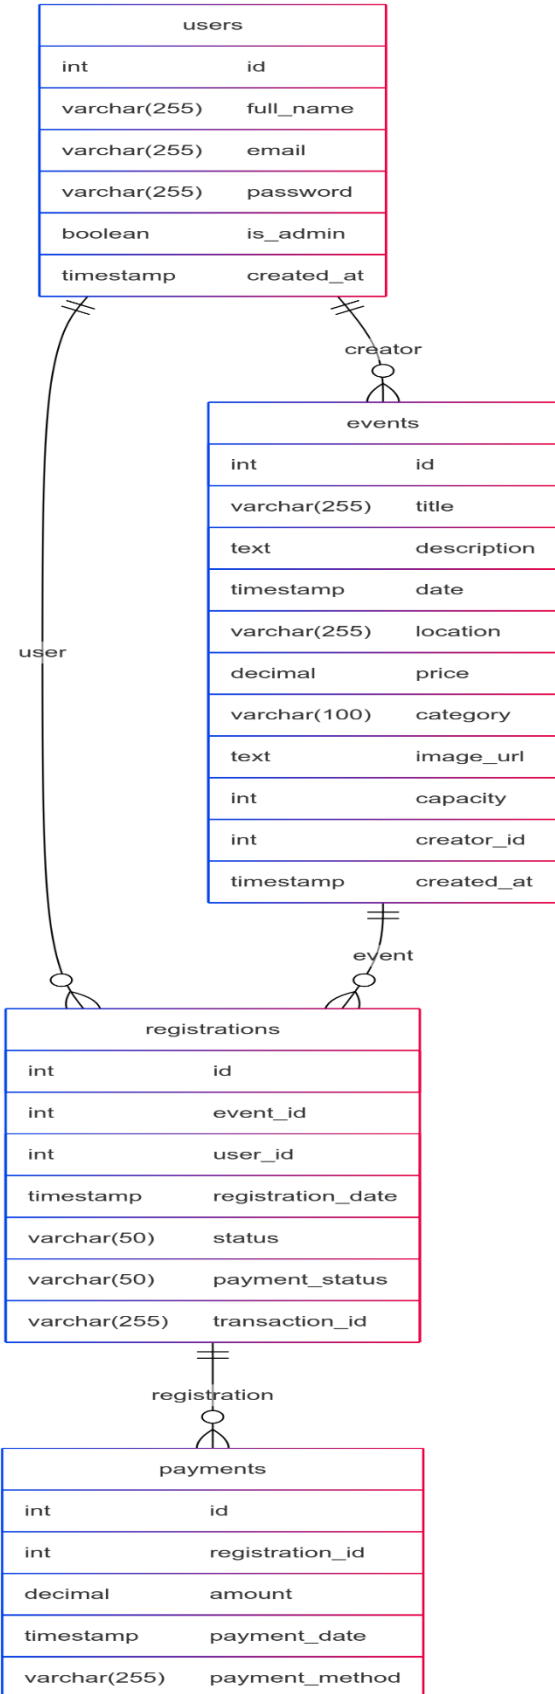 users
int id
varchar(255) full_name
varchar(255) email
varchar(255) password
boolean is_admin
timestamp created_at
creator
events
int id
varchar(255) title
text description
timestamp date
varchar(255) location
user
decimal price
varchar(100) category
text image_url
int capacity
int creator_id
timestamp created_at
event
registrations
int id
int event_id
int user_id
timestamp registration_date
varchar(50) status
varchar(50) payment_status
varchar(255) transaction_id
registration
payments
int id
int registration_id
decimal amount
timestamp payment_date
varchar(255) payment_method